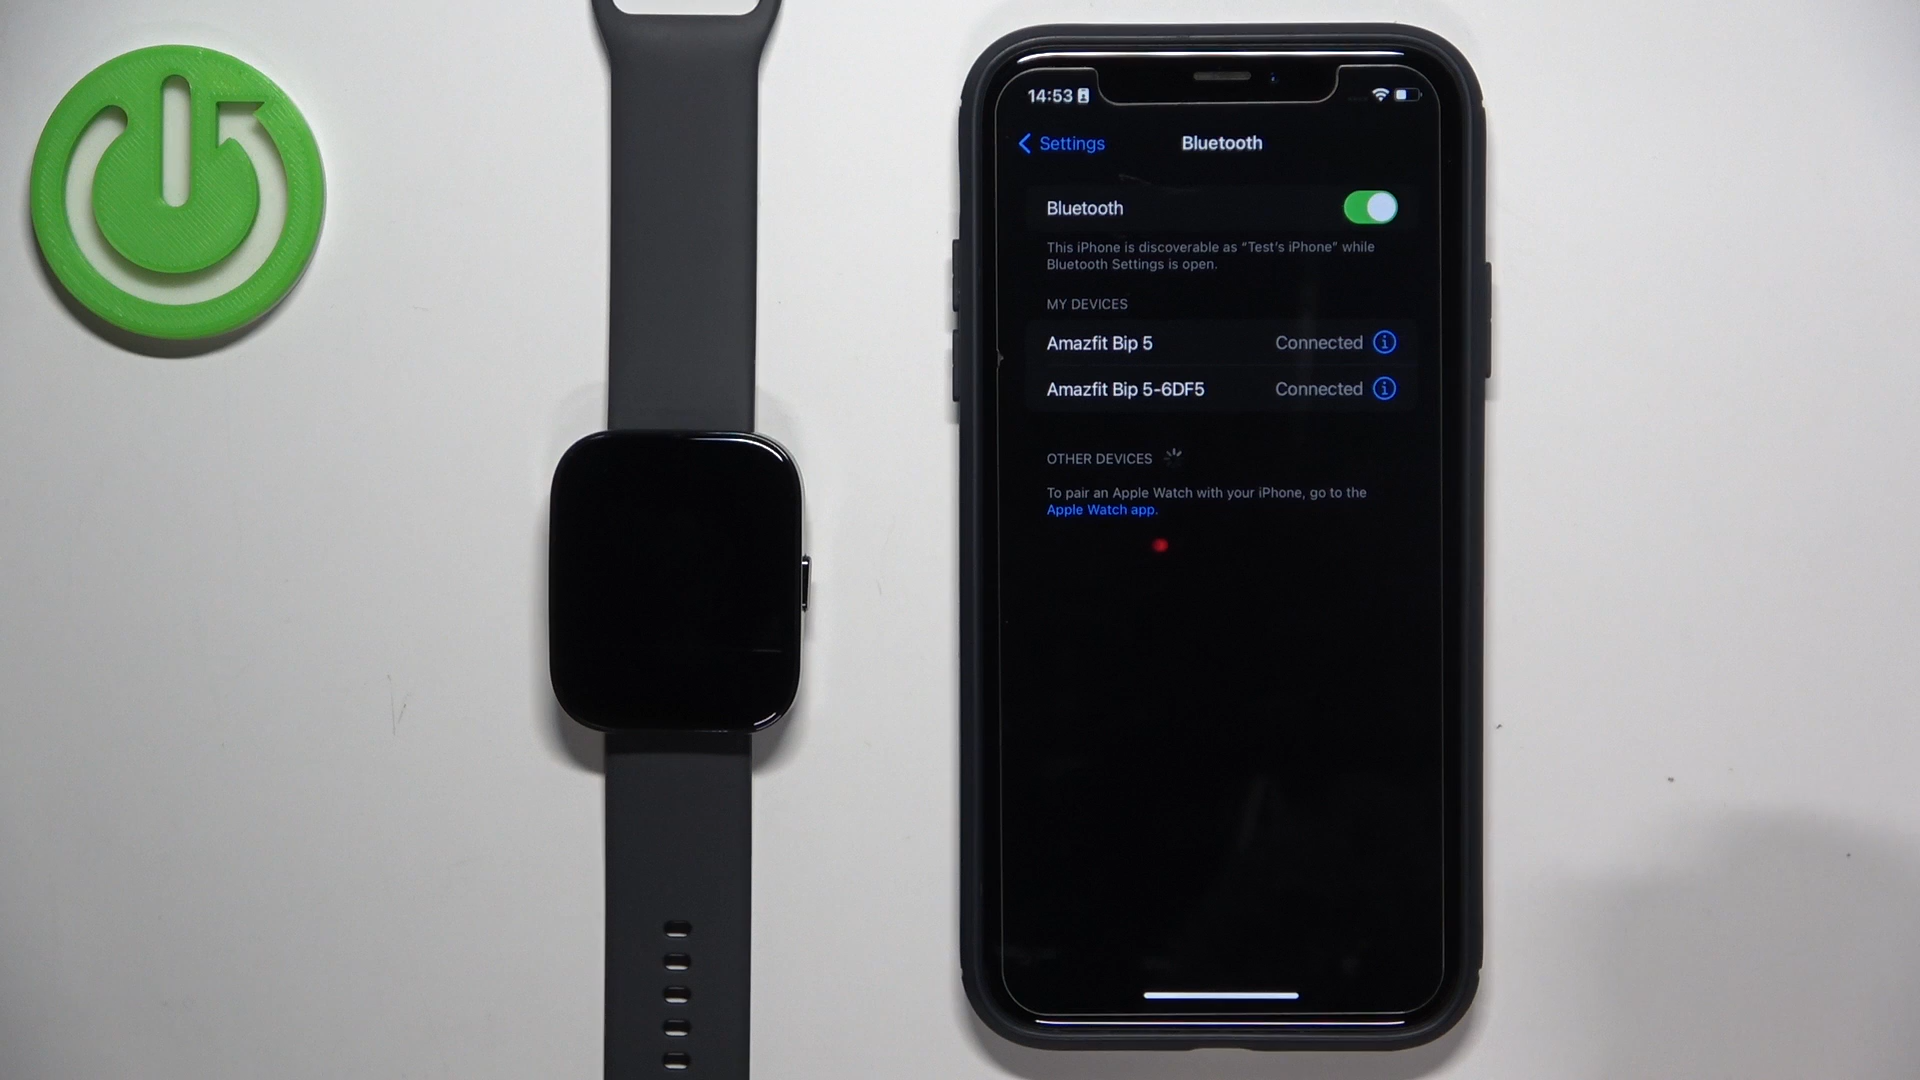 14:53
Settings
Bluetooth
Bluetooth
This iPhone is discoverable as “Test’s iPhone” while
Bluetooth Settings is open.
MY DEVICES
Amazfit Bip 5 Connected
Amazfit Bip 5-6DF5 Connected
OTHER DEVICES
To pair an Apple Watch with your iPhone, go to the
Apple Watch app.